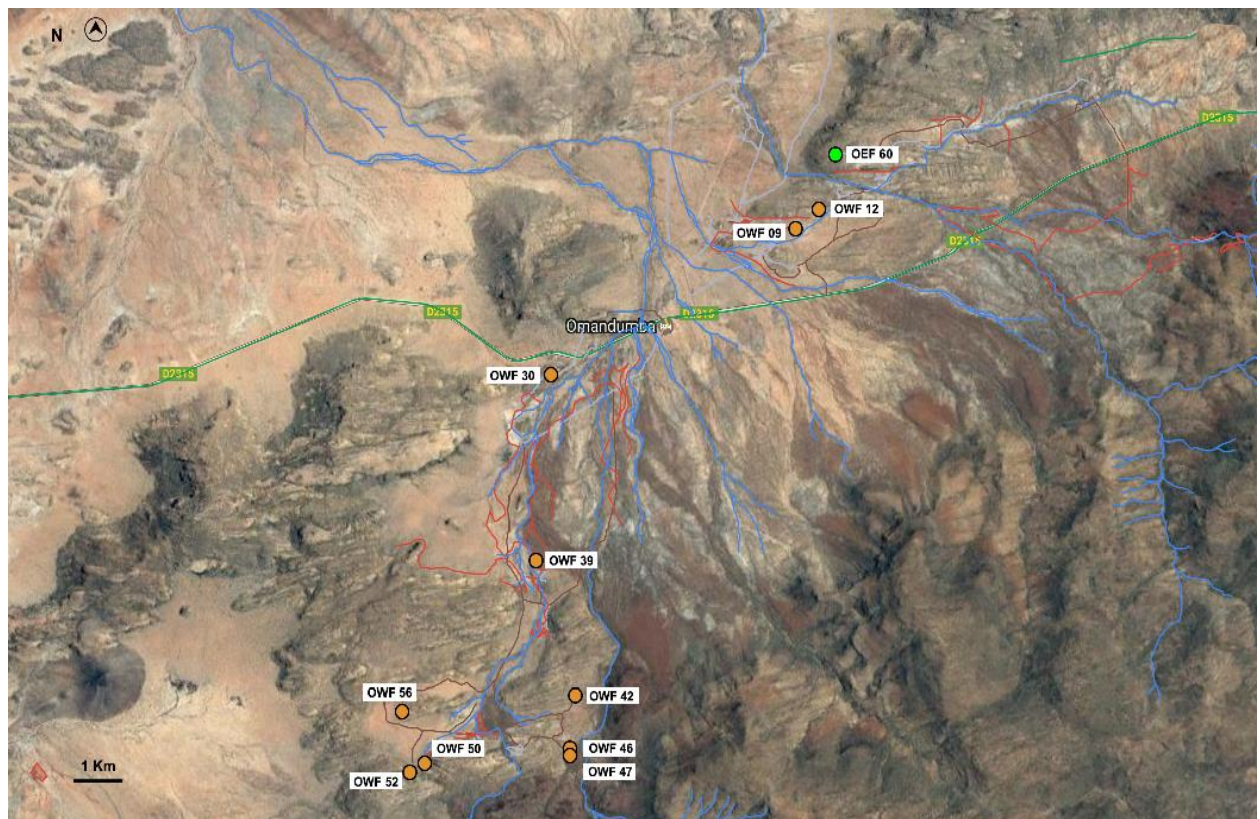 N
D2315
OEF 60
OWF 12
OWF 09
D2315
D2315
Omandumba
D2315
OWF 30
D2315
OWF 39
OWF 56
OWF 42
OWF 50
OWF 46
OWF 52
OWF 47
1 Km